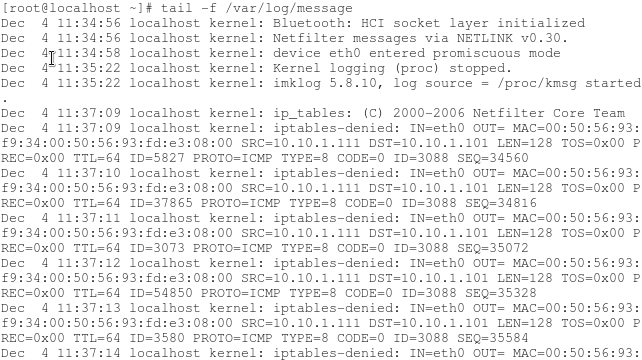 [root@localhost ~]# tail -f /var/log/message
Dec  4 11:34:56 localhost kernel: Bluetooth: HCI socket layer initialized
Dec  4 11:34:56 localhost kernel: Netfilter messages via NETLINK v0.30.
Dec  4 11:34:58 localhost kernel: device eth0 entered promiscuous mode
Dec  4 11:35:22 localhost kernel: Kernel logging (proc) stopped.
Dec  4 11:35:22 localhost kernel: imklog 5.8.10, log source = /proc/kmsg started
.
Dec  4 11:37:09 localhost kernel: ip_tables: (C) 2000-2006 Netfilter Core Team
Dec  4 11:37:09 localhost kernel: iptables-denied: IN=eth0 OUT= MAC=00:50:56:93:
f9:34:00:50:56:93:fd:e3:08:00 SRC=10.10.1.111 DST=10.10.1.101 LEN=128 TOS=0x00 P
REC=0x00 TTL=64 ID=5827 PROTO=ICMP TYPE=8 CODE=0 ID=3088 SEQ=34560
Dec  4 11:37:10 localhost kernel: iptables-denied: IN=eth0 OUT= MAC=00:50:56:93:
f9:34:00:50:56:93:fd:e3:08:00 SRC=10.10.1.111 DST=10.10.1.101 LEN=128 TOS=0x00 P
REC=0x00 TTL=64 ID=37865 PROTO=ICMP TYPE=8 CODE=0 ID=3088 SEQ=34816
Dec  4 11:37:11 localhost kernel: iptables-denied: IN=eth0 OUT= MAC=00:50:56:93:
f9:34:00:50:56:93:fd:e3:08:00 SRC=10.10.1.111 DST=10.10.1.101 LEN=128 TOS=0x00 P
REC=0x00 TTL=64 ID=3073 PROTO=ICMP TYPE=8 CODE=0 ID=3088 SEQ=35072
Dec  4 11:37:12 localhost kernel: iptables-denied: IN=eth0 OUT= MAC=00:50:56:93:
f9:34:00:50:56:93:fd:e3:08:00 SRC=10.10.1.111 DST=10.10.1.101 LEN=128 TOS=0x00 P
REC=0x00 TTL=64 ID=54850 PROTO=ICMP TYPE=8 CODE=0 ID=3088 SEQ=35328
Dec  4 11:37:13 localhost kernel: iptables-denied: IN=eth0 OUT= MAC=00:50:56:93:
f9:34:00:50:56:93:fd:e3:08:00 SRC=10.10.1.111 DST=10.10.1.101 LEN=128 TOS=0x00 P
REC=0x00 TTL=64 ID=3580 PROTO=ICMP TYPE=8 CODE=0 ID=3088 SEQ=35584
Dec  4 11:37:14 localhost kernel: iptables-denied: IN=eth0 OUT= MAC=00:50:56:93: